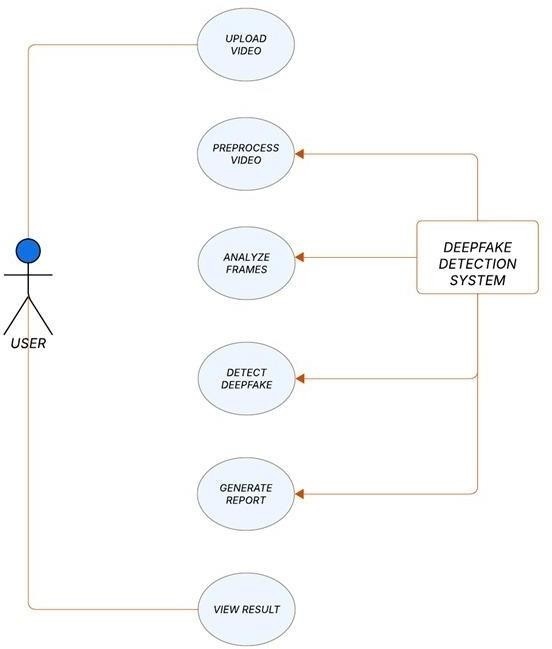 UPLOAD
VIDEO
PREPROCESS
VIDEO
ANALYZE
FRAMES
DEEPFAKE
DETECTION
SYSTEM
USER
DETECT
DEEPFAKE
GENERATE
REPORT
VIEW RESULT